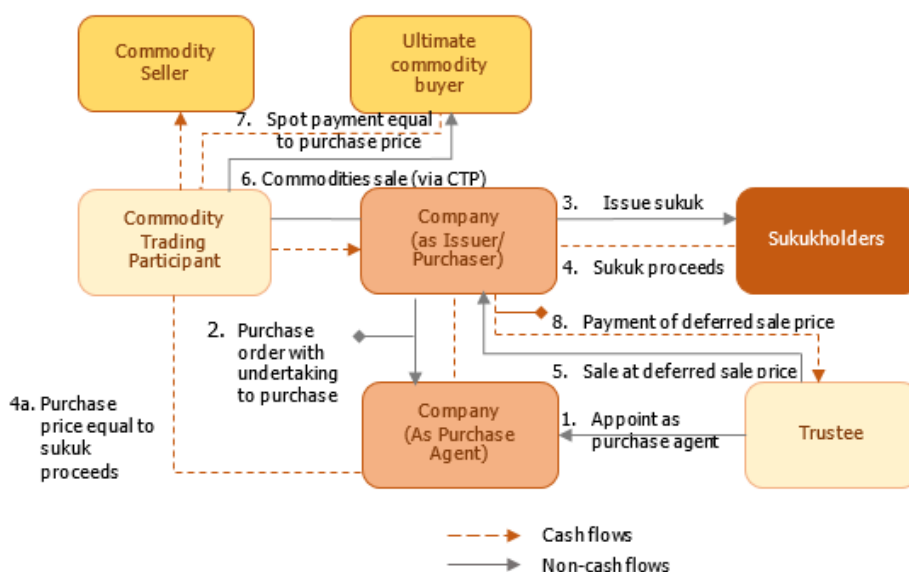 Commodity
Seller
Ultimate
commodity
buyer
7. Spot payment equal
to purchase price
6. Commodities sale (via CTP)
Commodity
Trading
Participant
Company
(as Issuer/
Purchaser)
3. Issue sukuk
Sukukholders
4. Sukuk proceeds
2. Purchase
order with
undertaking
to purchase
8. Payment of deferred sale price
5. Sale at deferred sale price
4a. Purchase
price equal to
sukuk
proceeds
Company
(As Purchase
Agent)
1. Appoint as
purchase agent
Trustee
Cash flows
Non-cash flows